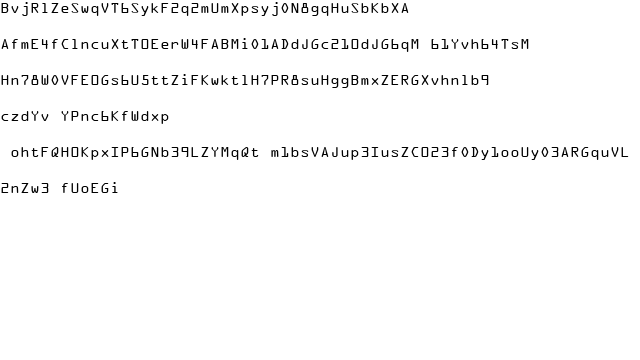 BvjR1ZeSwqVT6SykF2q2mUmXpsyj0N8gqHuSbKbXA
AfmE4fC1ncuXtTOEerW4FABMi01ADdJGc21OdJG6qM 61Yvh64TsM
Hn78W0VFEOGs6U5ttZiFKwkt1H7PR8suHggBmxZERGXvhn1b9
czdYv YPnc6KfWdxp
ohtFQHOKpxIP6GNb39LZYMqQt m1bsVAJup3IusZCO23f0Dy1ooUy03ARGquVL
2nZw3 fUoEGi